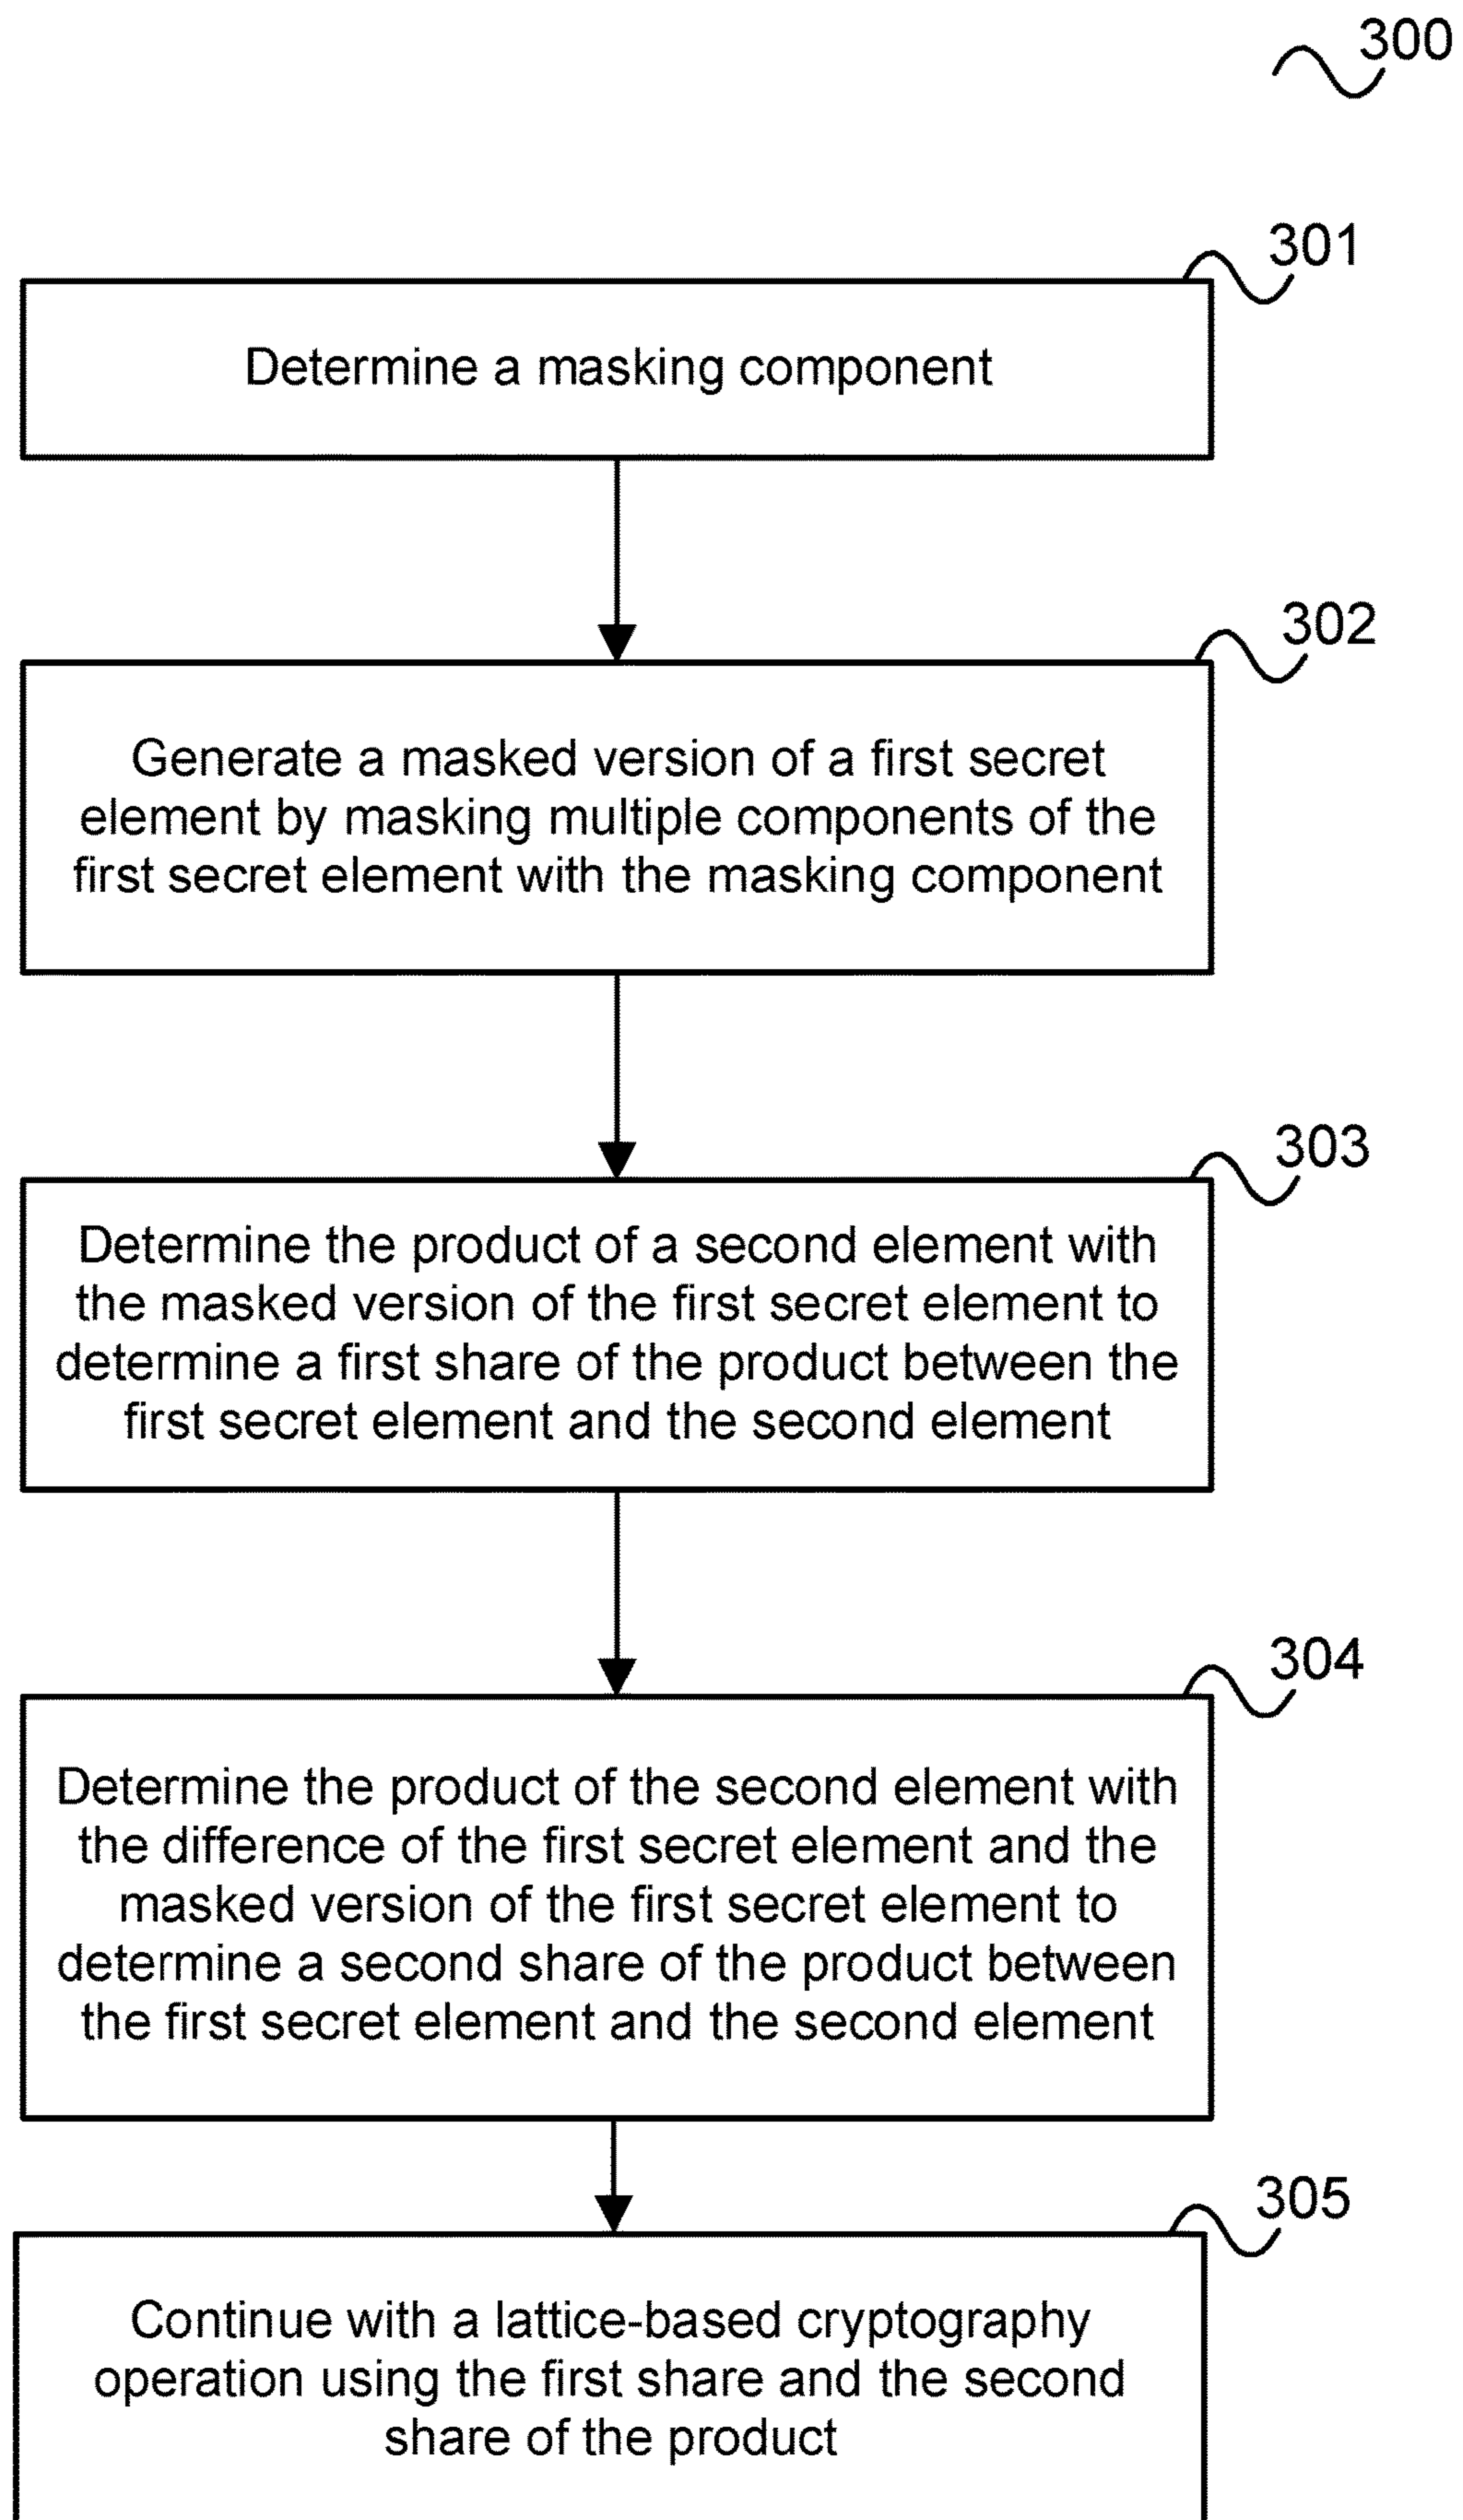 300
301
Determine a masking component
302
Generate a masked version of a first secret
element by masking multiple components of the
first secret element with the masking component
303
Determine the product of a second element with
the masked version of the first secret element to
determine a first share of the product between the
first secret element and the second element
304
Determine the product of the second element with
the difference of the first secret element and the
masked version of the first secret element to
determine a second share of the product between
the first secret element and the second element
305
Continue with a lattice-based cryptography
operation using the first share and the second
share of the product